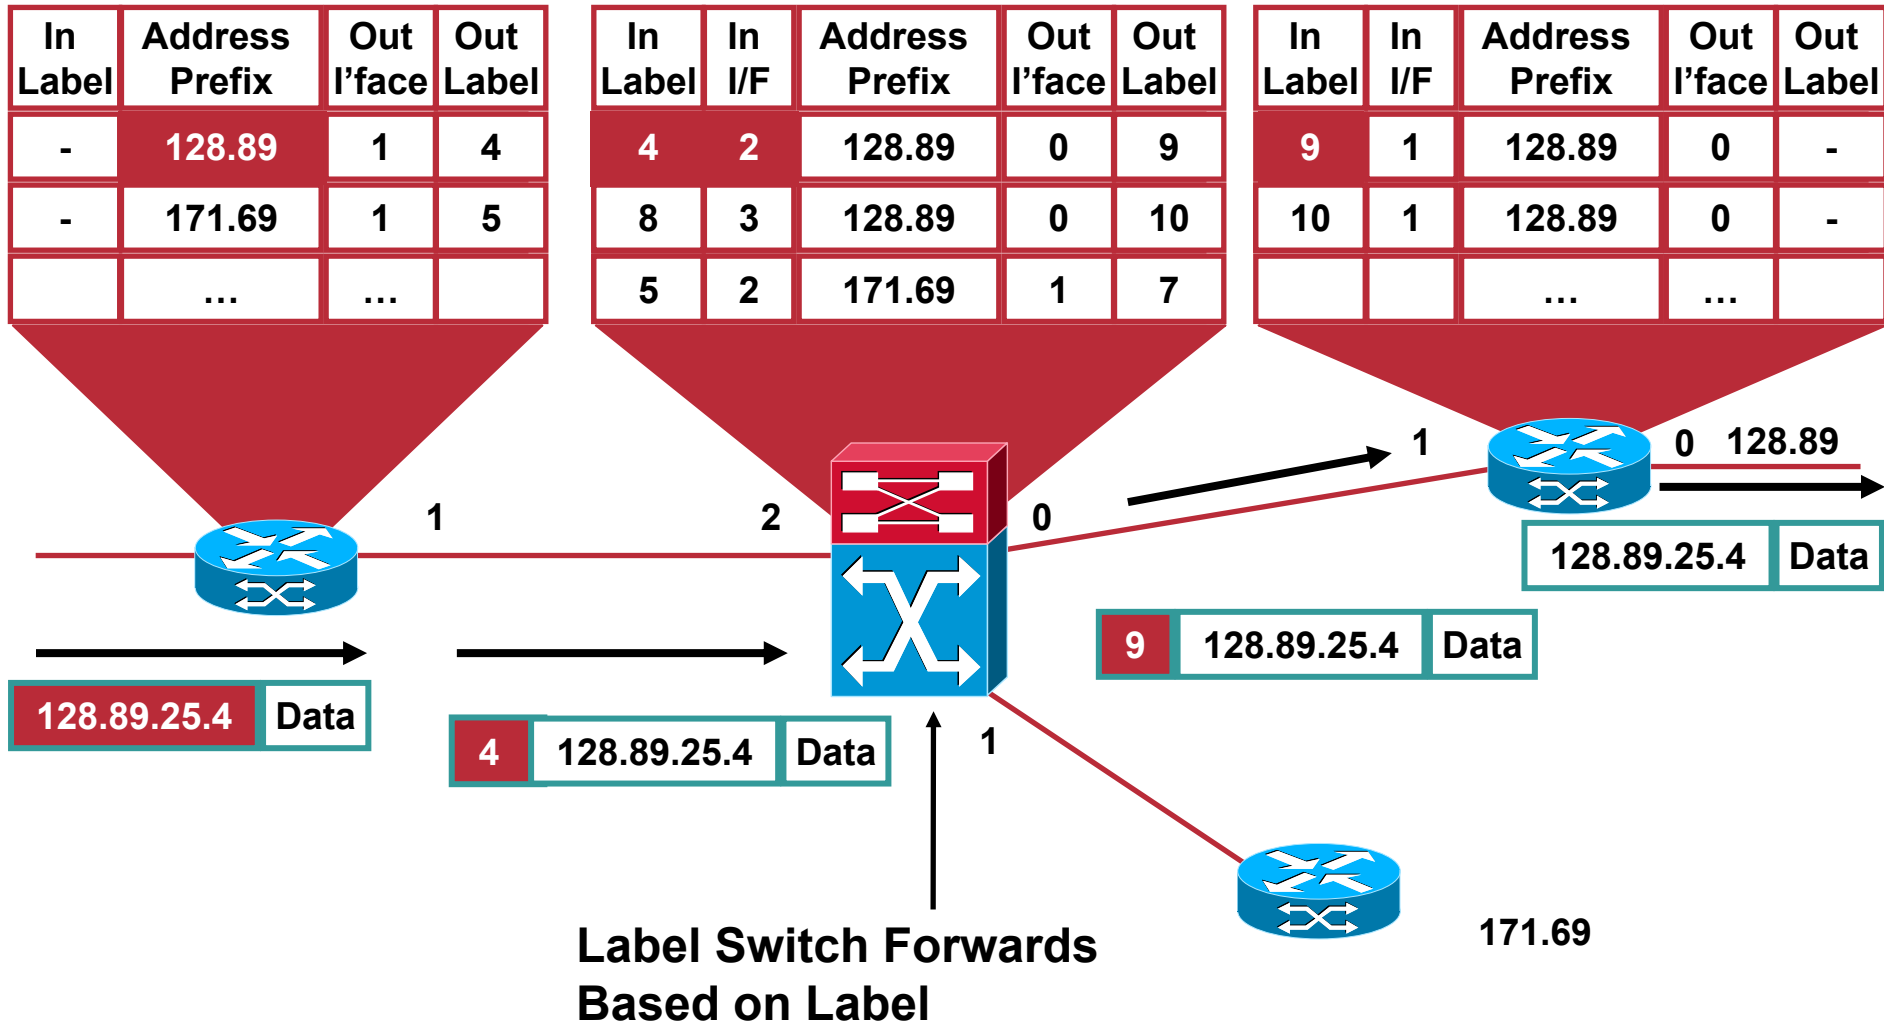 In Label | Address Prefix | Out I'face | Out Label
- | 128.89 | 1 | 4
- | 171.69 | 1 | 5
… | …
In Label | In I/F | Address Prefix | Out I'face | Out Label
4 | 2 | 128.89 | 0 | 9
8 | 3 | 128.89 | 0 | 10
5 | 2 | 171.69 | 1 | 7
In Label | In I/F | Address Prefix | Out I'face | Out Label
9 | 1 | 128.89 | 0 | -
10 | 1 | 128.89 | 0 | -
… | …
1
2
0
1
0 128.89
128.89.25.4 Data
9 128.89.25.4 Data
128.89.25.4 Data
4 128.89.25.4 Data
1
171.69
Label Switch Forwards
Based on Label